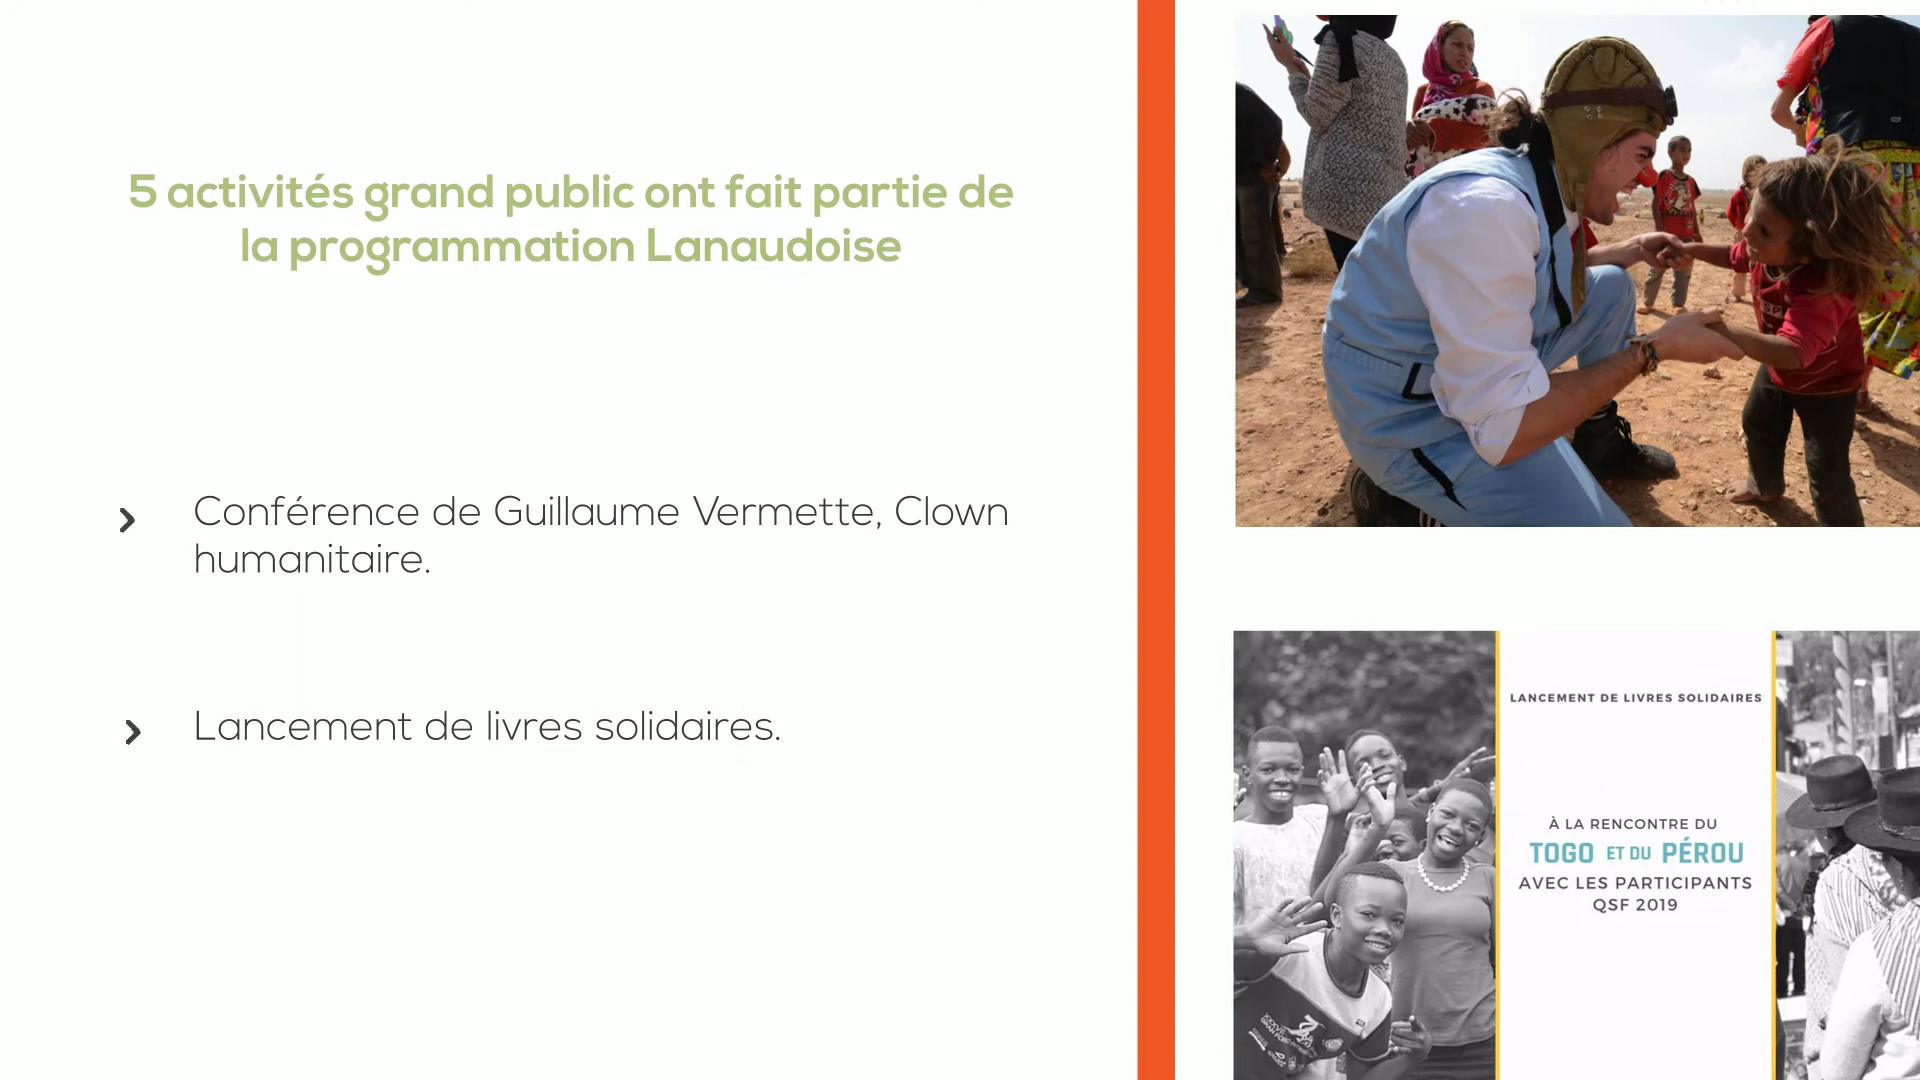 5 activités grand public ont fait partie de
la programmation Lanaudoise
Conférence de Guillaume Vermette, Clown
humanitaire.
Lancement de livres solidaires.
LANCEMENT DE LIVRES SOLIDAIRES
À LA RENCONTRE DU
TOGO ET DU PÉROU
AVEC LES PARTICIPANTS
QSF 2019